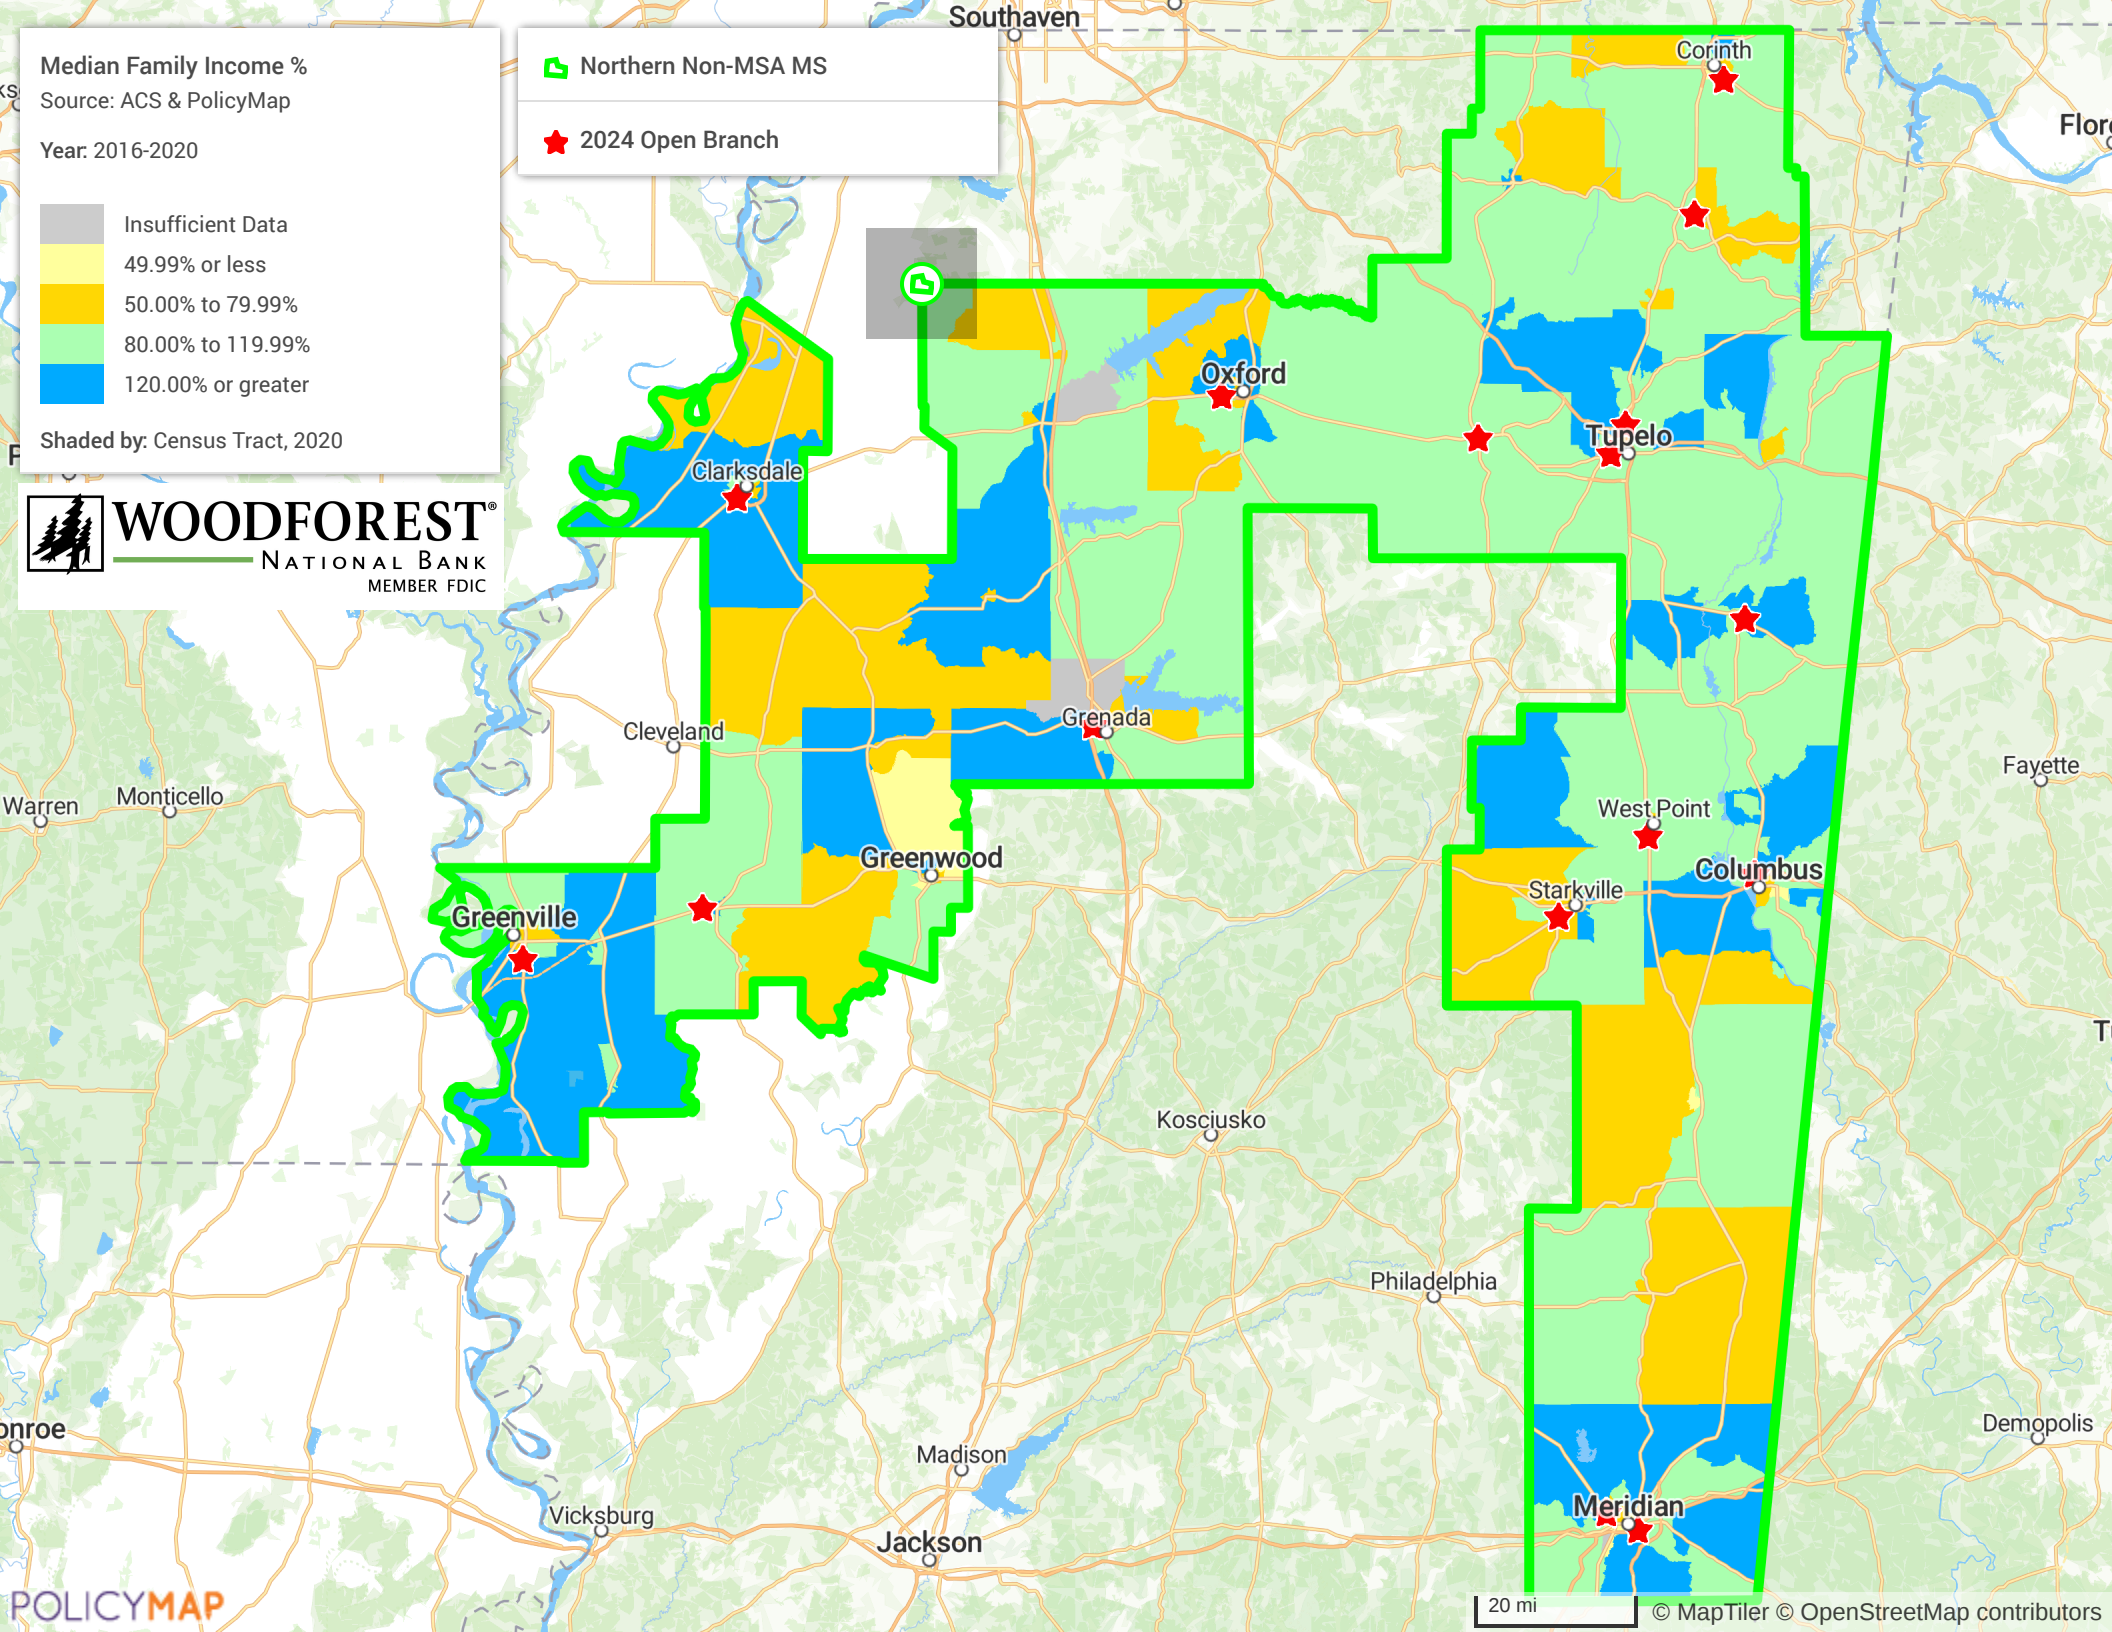 Median Family Income %
Source: ACS & PolicyMap
Year: 2016-2020
Insufficient Data
49.99% or less
50.00% to 79.99%
80.00% to 119.99%
120.00% or greater
Shaded by: Census Tract, 2020
Northern Non-MSA MS
2024 Open Branch
WOODFOREST®
NATIONAL BANK
MEMBER FDIC
Southaven
Corinth
Oxford
Tupelo
Clarksdale
Cleveland
Grenada
Warren
Monticello
Fayette
West Point
Greenwood
Columbus
Starkville
Greenville
Kosciusko
Philadelphia
Demopolis
Madison
Meridian
Vicksburg
Jackson
onroe
Flor
POLICYMAP
20 mi
© MapTiler © OpenStreetMap contributors